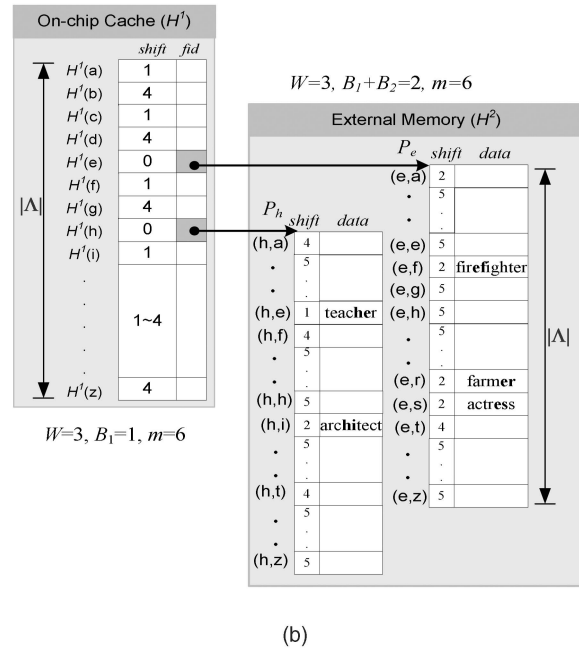 On-chip Cache (H¹)
shift fid
H¹(a) 1
H¹(b) 4
H¹(c) 1
H¹(d) 4
H¹(e) 0
H¹(f) 1
H¹(g) 4
H¹(h) 0
H¹(i) 1
.
.
. 1~4
.
.
H¹(z) 4
|Λ|
W=3, B₁=1, m=6
W=3, B₁+B₂=2, m=6
External Memory (H²)
Pₕ
shift data
(h,a) 4
5
.
.
(h,e) 1 teacher
(h,f) 4
5
.
.
(h,h) 5
(h,i) 2 architect
5
.
.
(h,t) 4
5
.
.
(h,z) 5
Pₑ
shift data
(e,a) 2
5
.
.
(e,e) 5
(e,f) 2 firefighter
(e,g) 5
(e,h) 5
5
.
.
(e,r) 2 farmer
(e,s) 2 actress
(e,t) 4
5
.
.
(e,z) 5
|Λ|
(b)